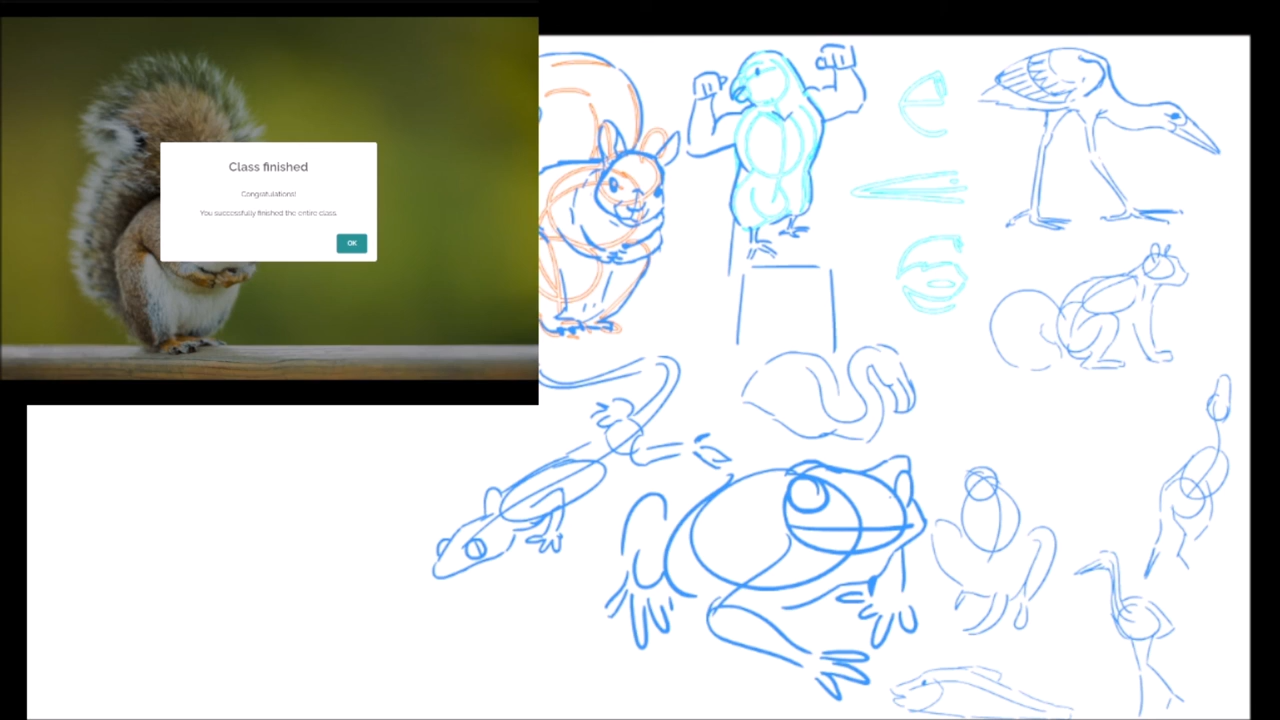 Class finished
Congratulations!
You successfully finished the entire class.
OK